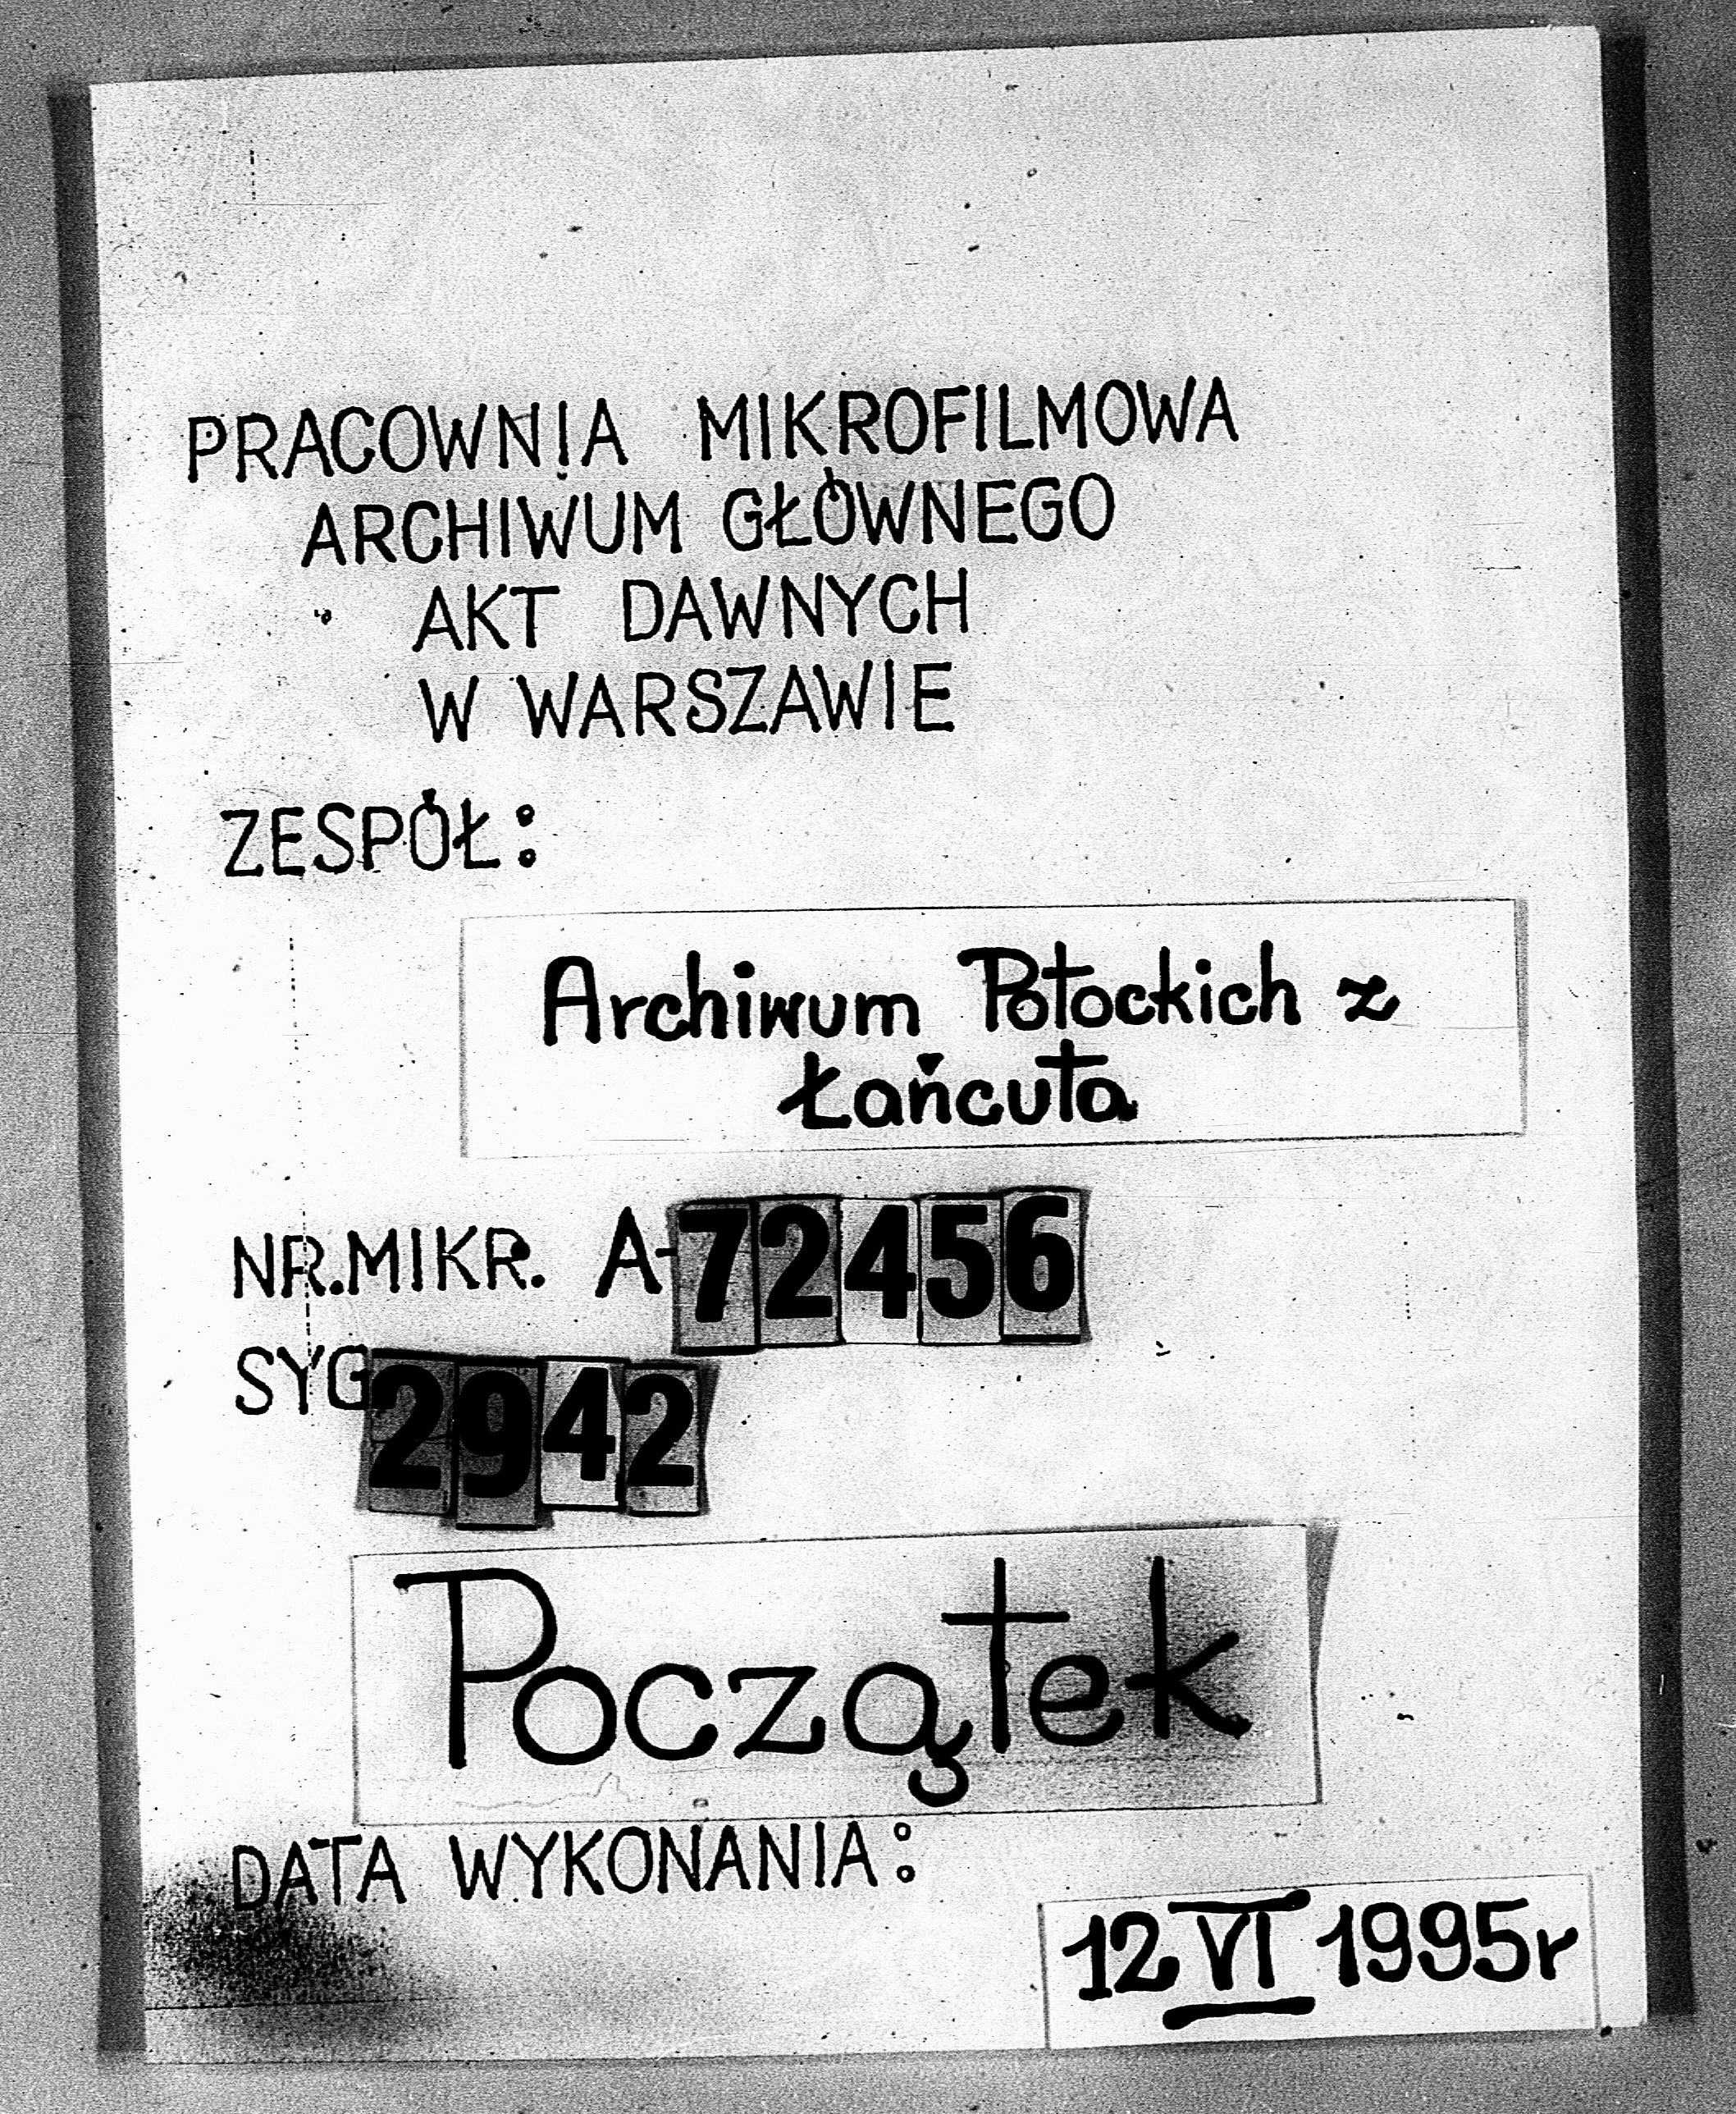 PRACOWNIA MIKROFILMOWA
ARCHIWUM GŁÓWNEGO
AKT DAWNYCH
W WARSZAWIE
ZESPÓŁ:
Archiwum Potockich z
Łańcuta
NR.MIKR. A-72456
SYG 2942
Początek
DATA WYKONANIA:
12 VI 1995r